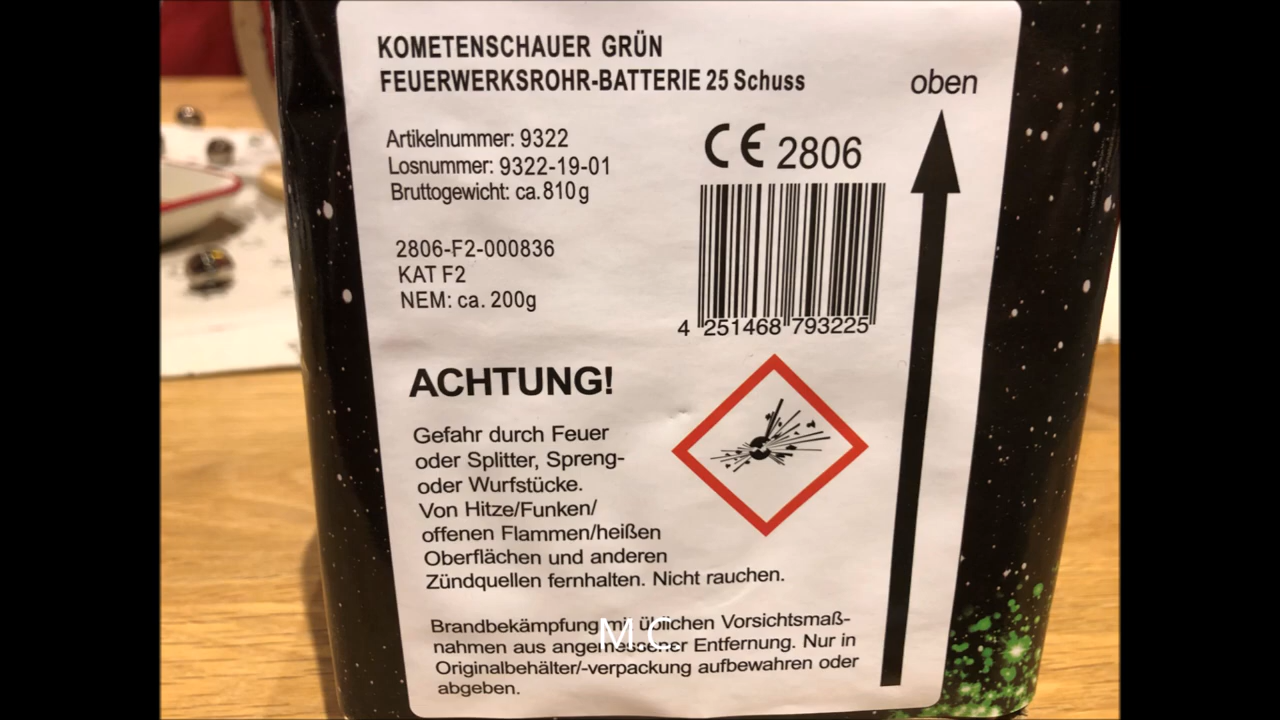 KOMETENSCHAUER GRÜN
FEUERWERKSROHR-BATTERIE 25 Schuss
oben
Artikelnummer: 9322
Losnummer: 9322-19-01
Bruttogewicht: ca. 810 g
CE 2806
2806-F2-000836
KAT F2
NEM: ca. 200g
4 251468 793225
ACHTUNG!
Gefahr durch Feuer
oder Splitter, Spreng-
oder Wurfstücke.
Von Hitze/Funken/
offenen Flammen/heißen
Oberflächen und anderen
Zündquellen fernhalten. Nicht rauchen.
Brandbekämpfung mit üblichen Vorsichtsmaß-
nahmen aus angemessener Entfernung. Nur in
Originalbehälter/-verpackung aufbewahren oder
abgeben.
M.C.